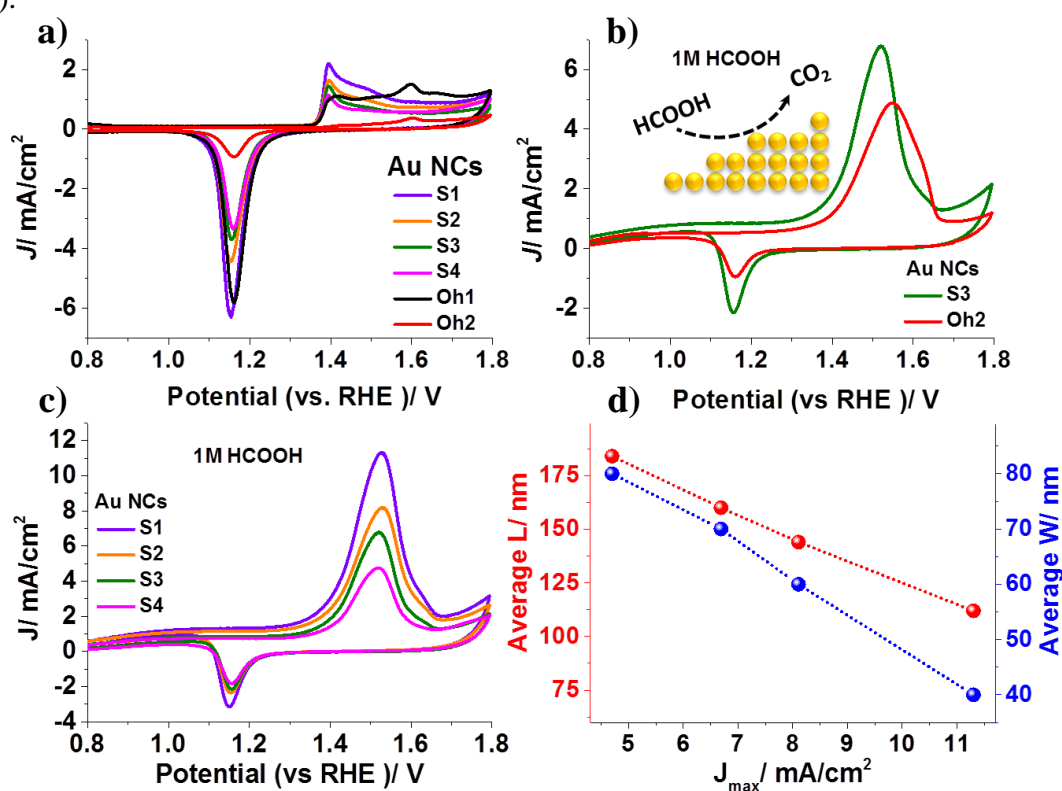 ).
a)
2
0
-2
-4
-6
J/ mA/cm²
Au NCs
S1
S2
S3
S4
Oh1
Oh2
0.8 1.0 1.2 1.4 1.6 1.8
Potential (vs. RHE )/ V
b)
6
4
2
0
-2
J/ mA/cm²
1M HCOOH
HCOOH
CO₂
Au NCs
S3
Oh2
0.8 1.0 1.2 1.4 1.6 1.8
Potential (vs RHE )/ V
c)
12
10
8
6
4
2
0
-2
-4
J/ mA/cm²
1M HCOOH
Au NCs
S1
S2
S3
S4
0.8 1.0 1.2 1.4 1.6 1.8
Potential (vs RHE )/ V
d)
175
150
125
100
75
Average L/ nm
80
70
60
50
40
Average W/ nm
5 6 7 8 9 10 11
Jmax/ mA/cm²